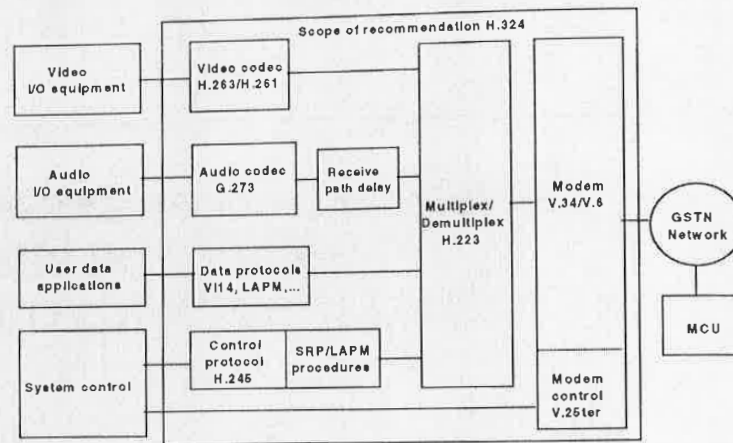 Scope of recommendation H.324
Video
I/O equipment
Video codec
H.263/H.261
Audio
I/O equipment
Audio codec
G.273
Receive
path delay
Multiplex/
Demultiplex
H.223
Modem
V.34/V.6
GSTN
Network
User data
applications
Data protocols
V114, LAPM,...
MCU
System control
Control
protocol
H.245
SRP/LAPM
procedures
Modem
control
V.25ter